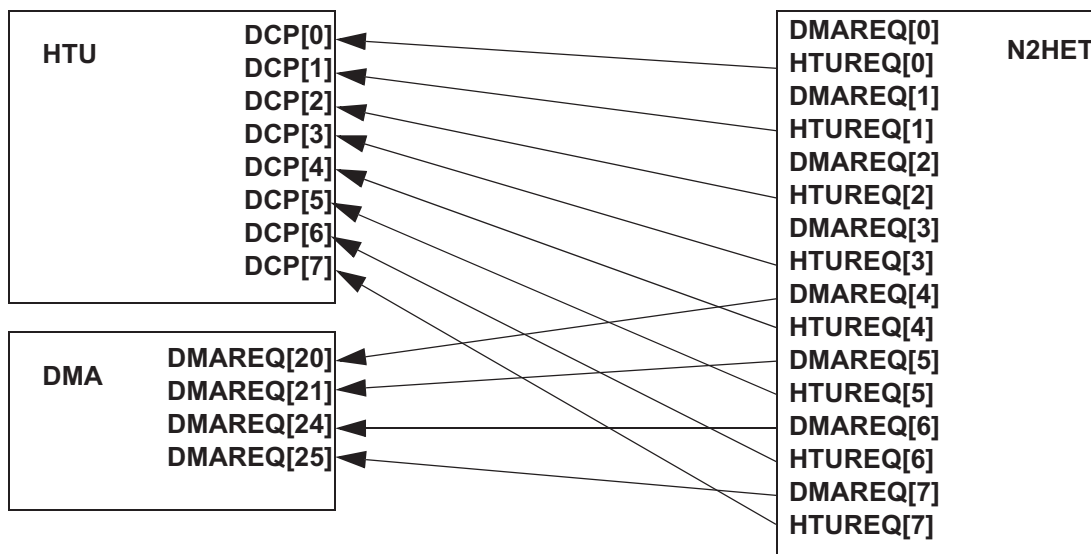 HTU
DCP[0]
DCP[1]
DCP[2]
DCP[3]
DCP[4]
DCP[5]
DCP[6]
DCP[7]
DMA
DMAREQ[20]
DMAREQ[21]
DMAREQ[24]
DMAREQ[25]
N2HET
DMAREQ[0]
HTUREQ[0]
DMAREQ[1]
HTUREQ[1]
DMAREQ[2]
HTUREQ[2]
DMAREQ[3]
HTUREQ[3]
DMAREQ[4]
HTUREQ[4]
DMAREQ[5]
HTUREQ[5]
DMAREQ[6]
HTUREQ[6]
DMAREQ[7]
HTUREQ[7]